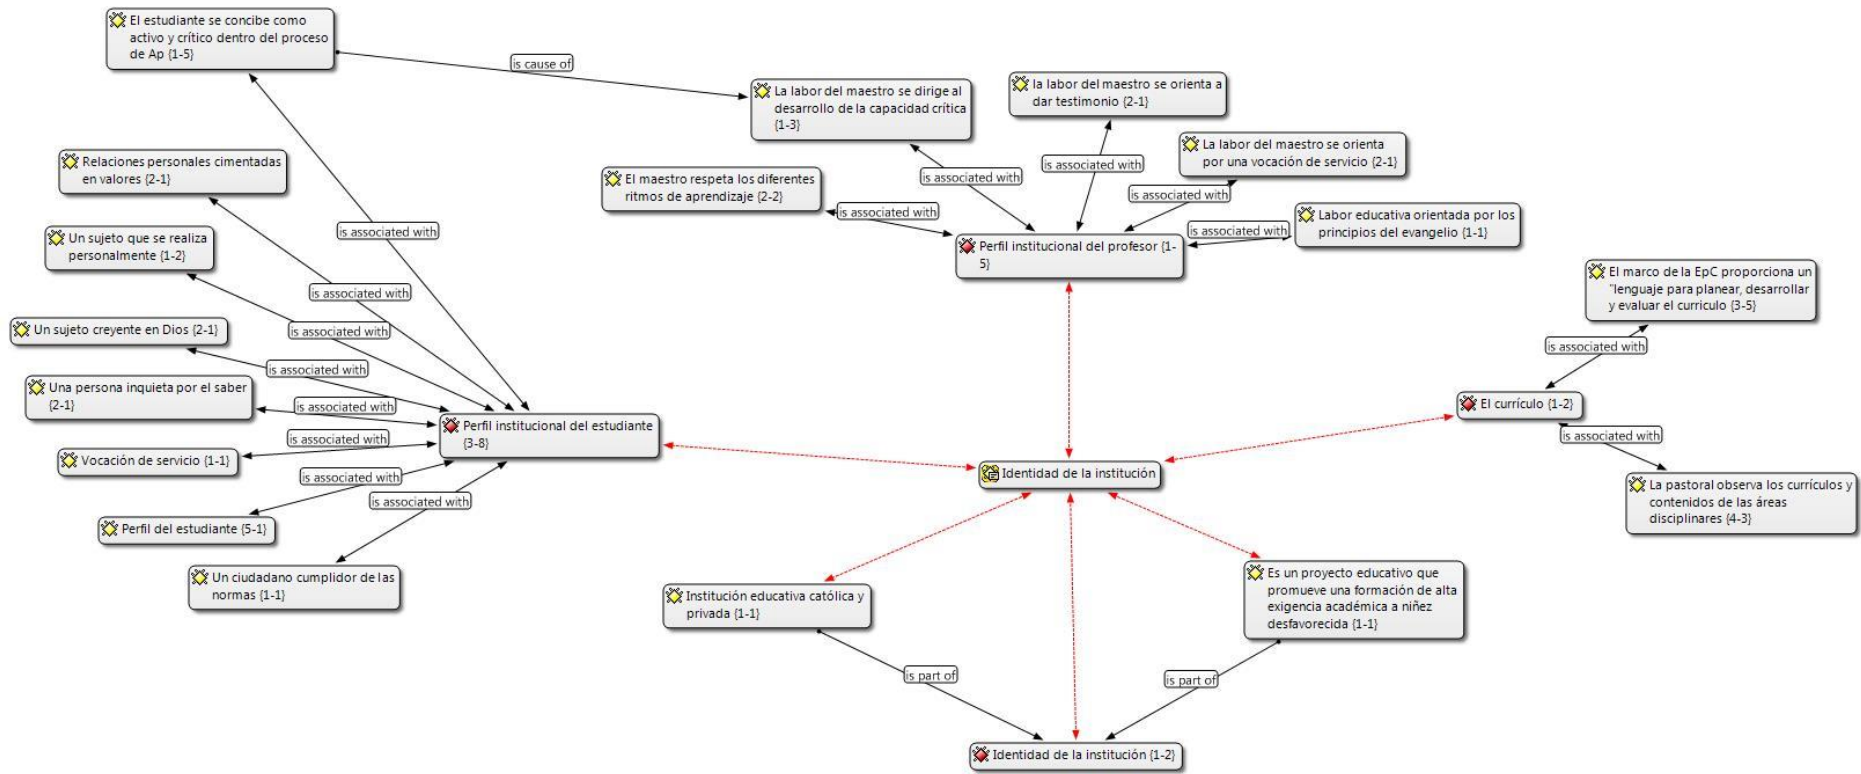 El estudiante se concibe como
activo y crítico dentro del proceso
de Ap {1-5}
is cause of
La labor del maestro se dirige al
desarrollo de la capacidad crítica
{1-3}
la labor del maestro se orienta a
dar testimonio {2-1}
La labor del maestro se orienta
por una vocación de servicio {2-1}
El maestro respeta los diferentes
ritmos de aprendizaje {2-2}
Labor educativa orientada por los
principios del evangelio {1-1}
is associated with
is associated with
is associated with
is associated with
is associated with
Perfil institucional del profesor {1-
5}
Relaciones personales cimentadas
en valores {2-1}
Un sujeto que se realiza
personalmente {1-2}
Un sujeto creyente en Dios {2-1}
Una persona inquieta por el saber
{2-1}
Vocación de servicio {1-1}
Perfil del estudiante {5-1}
Un ciudadano cumplidor de las
normas {1-1}
is associated with
is associated with
is associated with
is associated with
is associated with
is associated with
is associated with
is associated with
Perfil institucional del estudiante
{3-8}
El marco de la EpC proporciona un
"lenguaje para planear, desarrollar
y evaluar el curriculo {3-5}
is associated with
El currículo {1-2}
is associated with
La pastoral observa los currículos y
contenidos de las áreas
disciplinares {4-3}
Identidad de la institución
Institución educativa católica y
privada {1-1}
Es un proyecto educativo que
promueve una formación de alta
exigencia académica a niñez
desfavorecida {1-1}
is part of
is part of
Identidad de la institución {1-2}